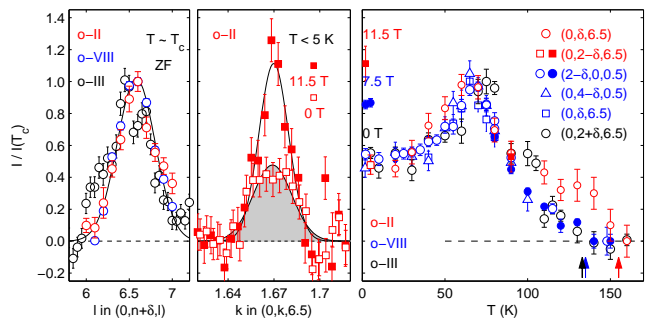 I / I(T_c)
1.4
1.2
1.0
0.8
0.6
0.4
0.2
0.0
−0.2
o−II
o−VIII
o−III
T ~ T_c
ZF
6 6.5 7
l in (0,n+δ,l)
o−II
T < 5 K
11.5 T
0 T
1.64 1.67 1.7
k in (0,k,6.5)
11.5 T
7.5 T
0 T
o−II
o−VIII
o−III
(0,δ,6.5)
(0,2−δ,6.5)
(2−δ,0,0.5)
(0,4−δ,0.5)
(0,δ,6.5)
(0,2+δ,6.5)
0 50 100 150
T (K)